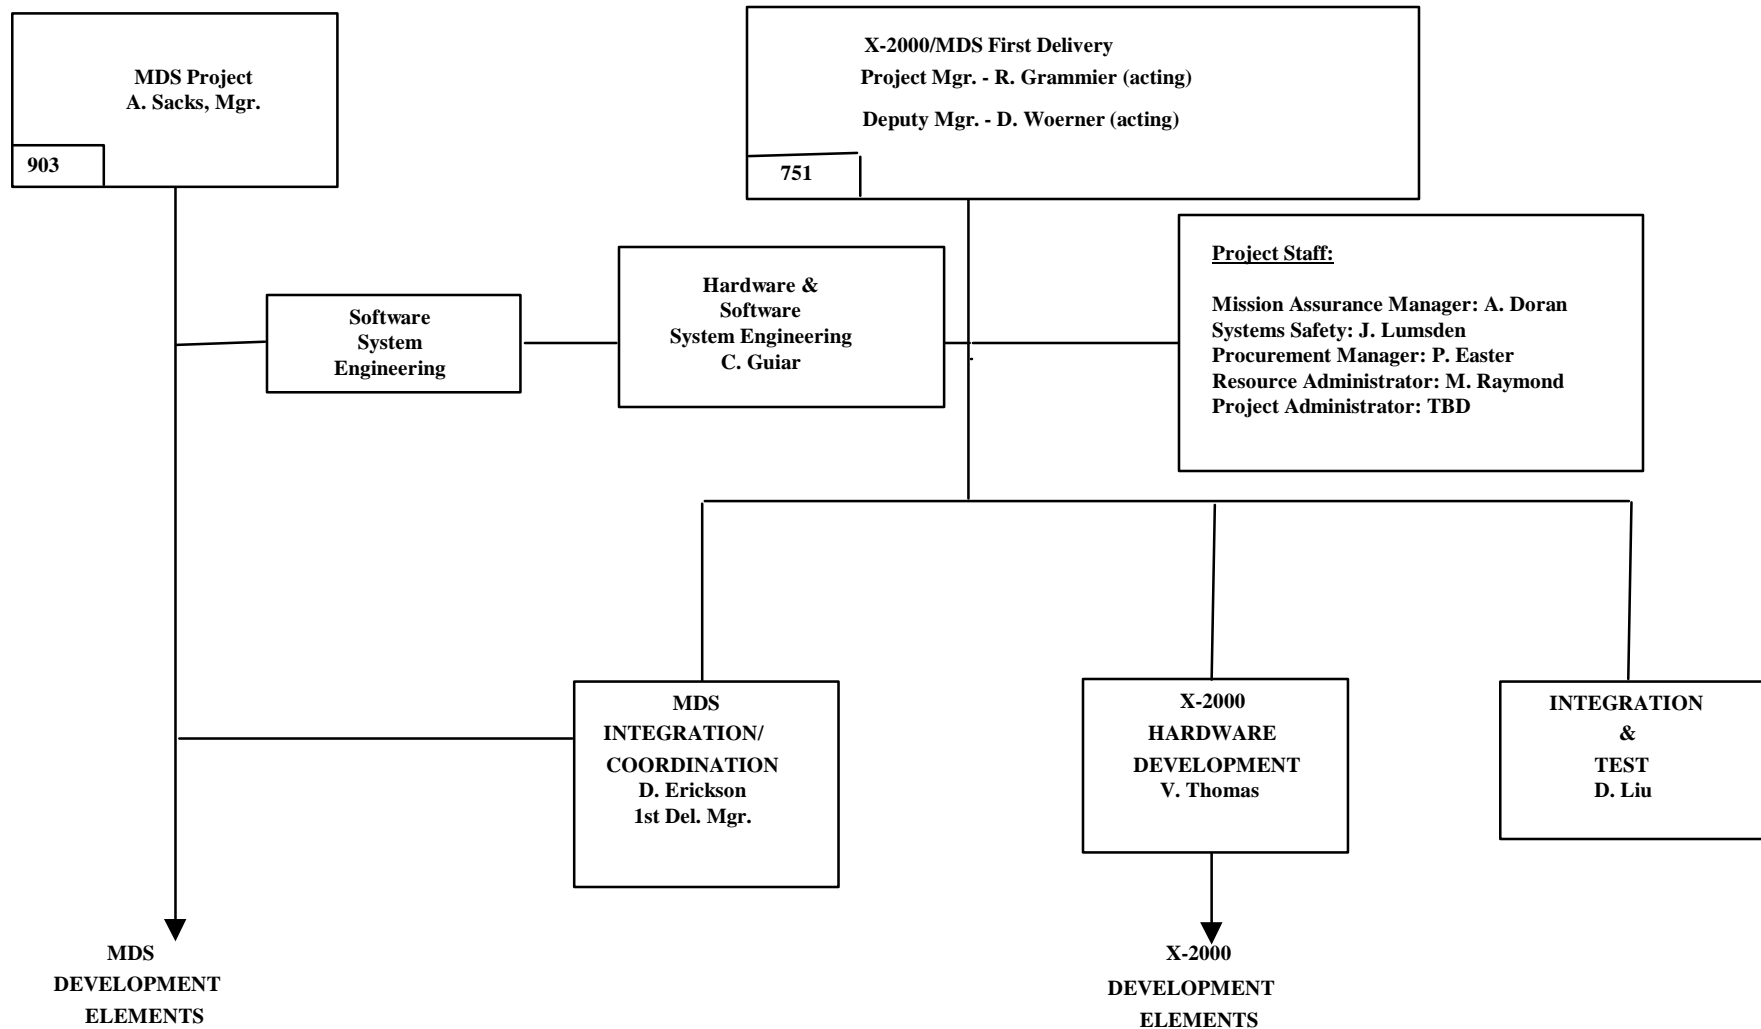 MDS Project
A. Sacks, Mgr.
903
X-2000/MDS First Delivery
Project Mgr. - R. Grammier (acting)
Deputy Mgr. - D. Woerner (acting)
751
Software
System
Engineering
Hardware &
Software
System Engineering
C. Guiar
Project Staff:
Mission Assurance Manager: A. Doran
Systems Safety: J. Lumsden
Procurement Manager: P. Easter
Resource Administrator: M. Raymond
Project Administrator: TBD
MDS
INTEGRATION/
COORDINATION
D. Erickson
1st Del. Mgr.
X-2000
HARDWARE
DEVELOPMENT
V. Thomas
INTEGRATION
&
TEST
D. Liu
MDS
DEVELOPMENT
ELEMENTS
X-2000
DEVELOPMENT
ELEMENTS